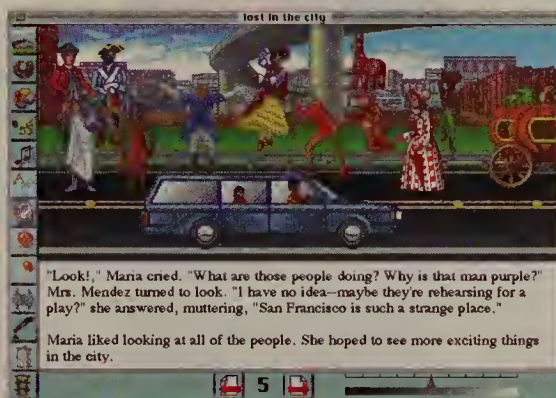 lost in the city
"Look!," Maria cried. "What are those people doing? Why is that man purple?"
Mrs. Mendez turned to look. "I have no idea--maybe they're rehearsing for a
play?" she answered, muttering, "San Francisco is such a strange place."
Maria liked looking at all of the people. She hoped to see more exciting things
in the city.
5